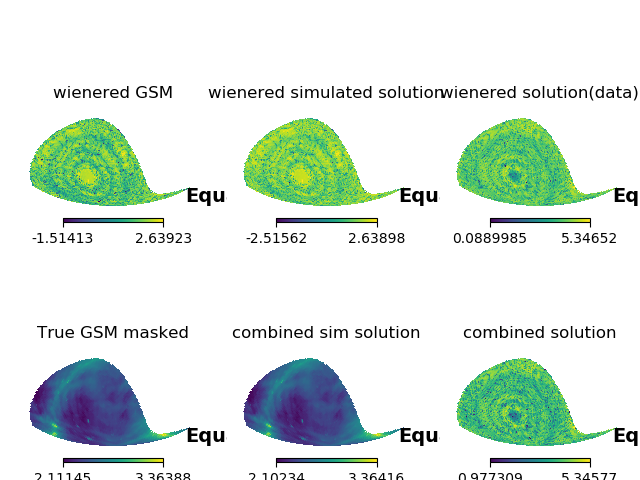 wienered GSM
wienered simulated solution
wienered solution(data)
Equ
Equ
Eq
-1.51413
2.63923
-2.51562
2.63898
0.0889985
5.34652
True GSM masked
combined sim solution
combined solution
Equ
Equ
Eq
2.11145
3.36388
2.10234
3.36416
0.977309
5.34577